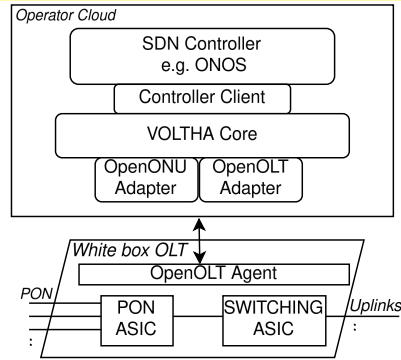 Operator Cloud
SDN Controller
e.g. ONOS
Controller Client
VOLTHA Core
OpenONU
Adapter
OpenOLT
Adapter
White box OLT
OpenOLT Agent
PON
PON
ASIC
SWITCHING
ASIC
Uplinks
:
: